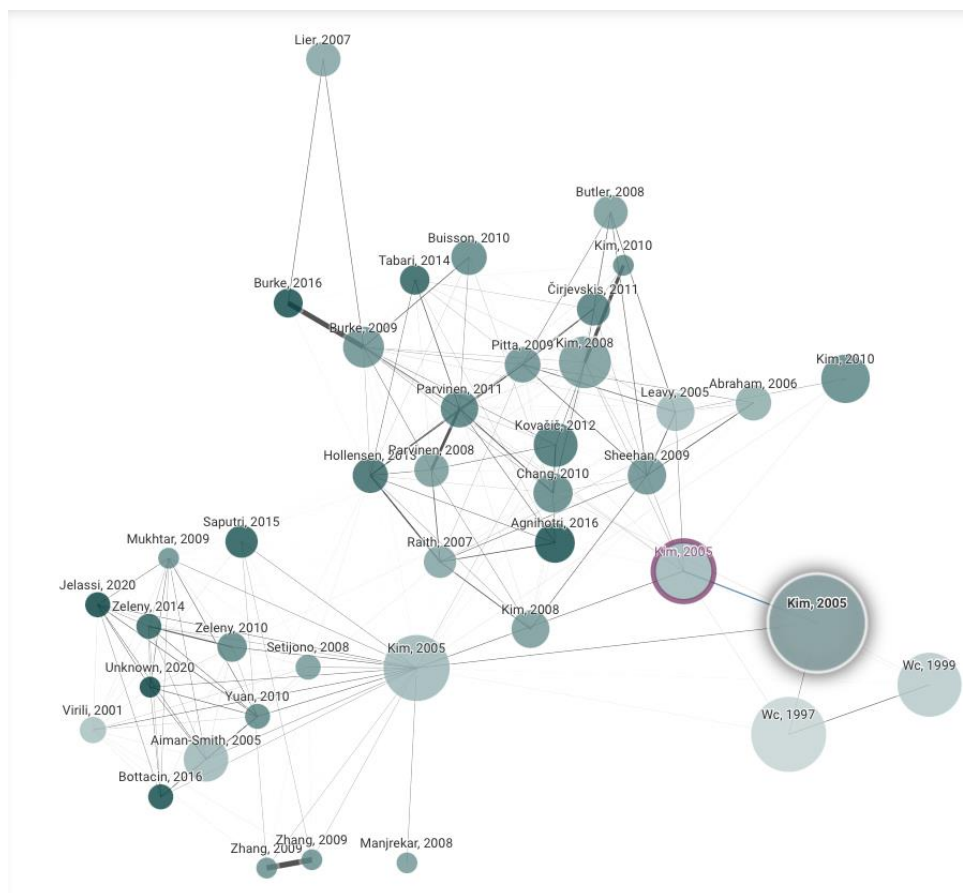 Lier, 2007
Butler, 2008
Buisson, 2010
Kim, 2010
Tabari, 2014
Burke, 2016
Čirjevskis, 2011
Burke, 2009
Pitta, 2009
Kim, 2008
Kim, 2010
Parvinen, 2011
Leavy, 2005
Abraham, 2006
Kovačič, 2012
Parvinen, 2008
Hollensen, 2013
Sheehan, 2009
Chang, 2010
Saputri, 2015
Agnihotri, 2016
Mukhtar, 2009
Raith, 2007
Kim, 2005
Jelassi, 2020
Zeleny, 2014
Kim, 2005
Kim, 2008
Zeleny, 2010
Setijono, 2008
Kim, 2005
Unknown, 2020
Wc, 1999
Yuan, 2010
Virili, 2001
Wc, 1997
Aiman-Smith, 2005
Bottacin, 2016
Zhang, 2009
Zhang, 2009
Manjrekar, 2008